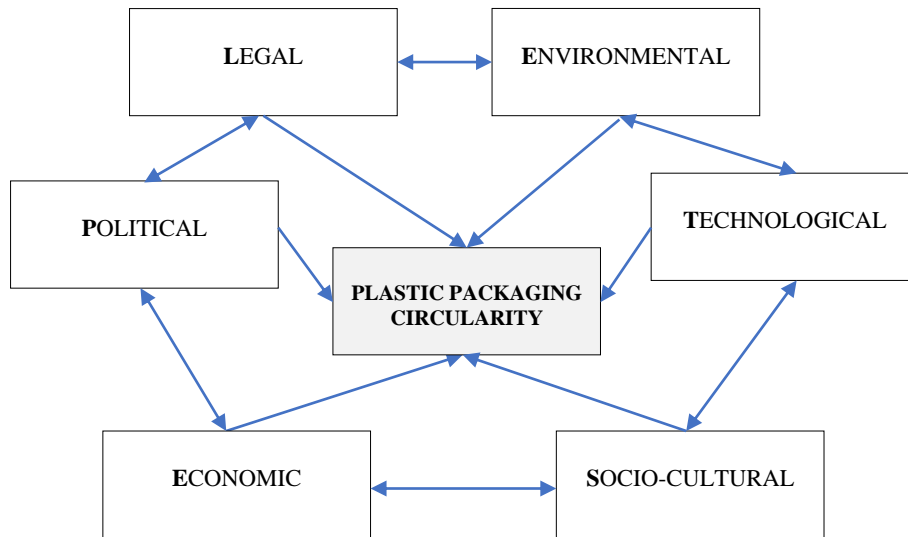 LEGAL
ENVIRONMENTAL
POLITICAL
TECHNOLOGICAL
PLASTIC PACKAGING
CIRCULARITY
ECONOMIC
SOCIO-CULTURAL